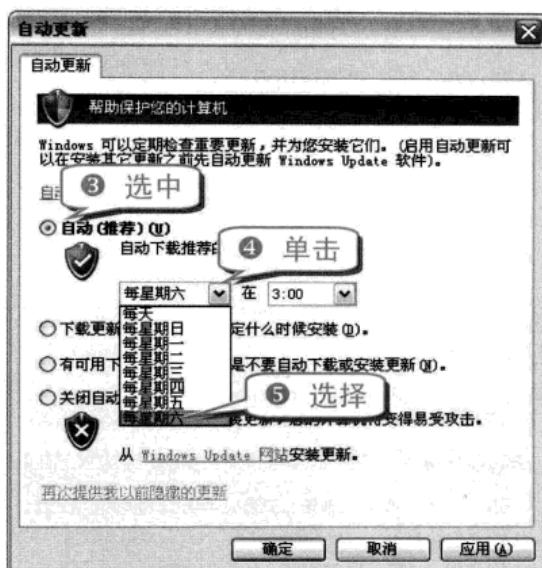 自动更新
自动更新
帮助保护您的计算机
Windows 可以定期检查重要更新，并为您安装它们。(启用自动更新可
以在安装其它更新之前先自动更新 Windows Update 软件)。
自
❸ 选中
自动(推荐)(U)
自动下载推荐
❹ 单击
每星期六 在 3:00
每天
下载更新 每星期日 定什么时候安装(D)。
每星期一
有可用下 每星期二 是不要自动下载或安装更新(N)。
每星期三
关闭自动 每星期四
每星期五
❺ 选择
每星期六 变得易受攻击。
从 Windows Update 网站安装更新。
再次提供我以前隐藏的更新
确定 取消 应用(A)